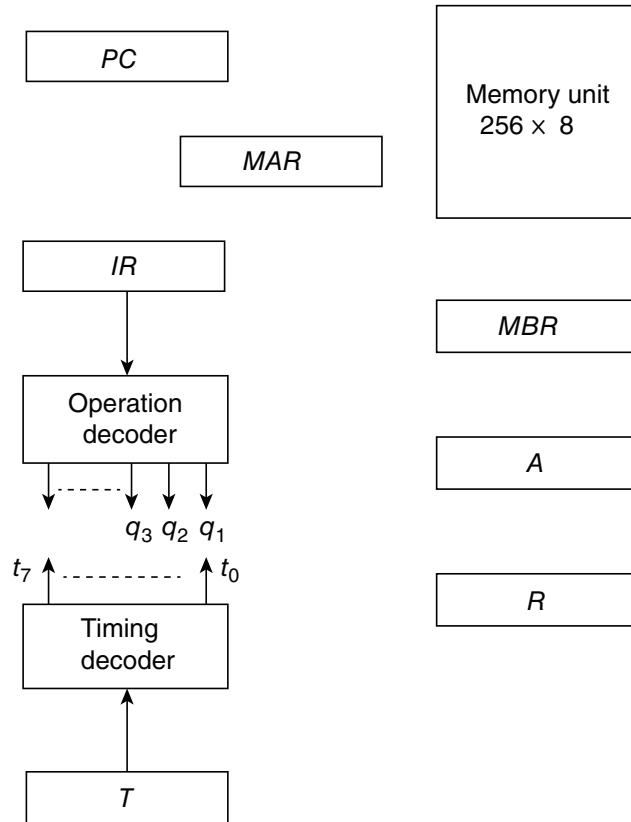 PC
Memory unit
256 × 8
MAR
IR
MBR
Operation
decoder
A
q3 q2 q1
t7 t0
R
Timing
decoder
T